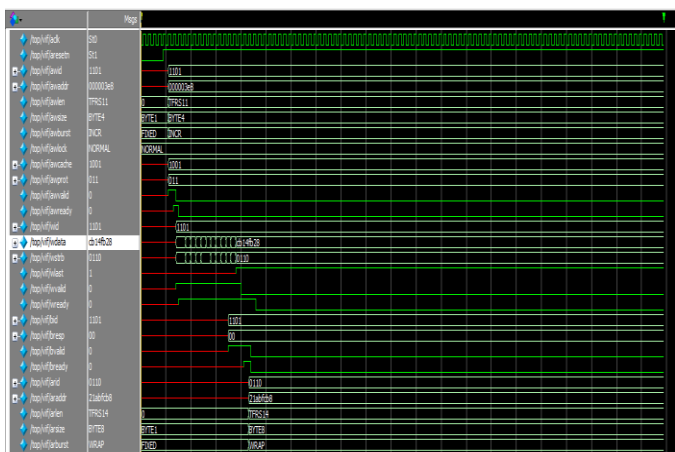 Msgs
/top/vif/aclk St0
/top/vif/aresetn St1
/top/vif/awid 1101 1101
/top/vif/awaddr 000003e8 000003e8
/top/vif/awlen TFRS11 0 TFRS11
/top/vif/awsize BYTE4 BYTE1 BYTE4
/top/vif/awburst INCR FIXED INCR
/top/vif/awlock NORMAL NORMAL
/top/vif/awcache 1001 1001
/top/vif/awprot 011 011
/top/vif/awvalid 0
/top/vif/awready 0
/top/vif/wid 1101 1101
/top/vif/wdata cb14fb28 cb14fb28
/top/vif/wstrb 0110 0110
/top/vif/wlast 1
/top/vif/wvalid 0
/top/vif/wready 0
/top/vif/bid 1101 1101
/top/vif/bresp 00 00
/top/vif/bvalid 0
/top/vif/bready 0
/top/vif/arid 0110 0110
/top/vif/araddr 21abfcb8 21abfcb8
/top/vif/arlen TFRS14 0 TFRS14
/top/vif/arsize BYTE8 BYTE1 BYTE8
/top/vif/arburst WRAP FIXED WRAP